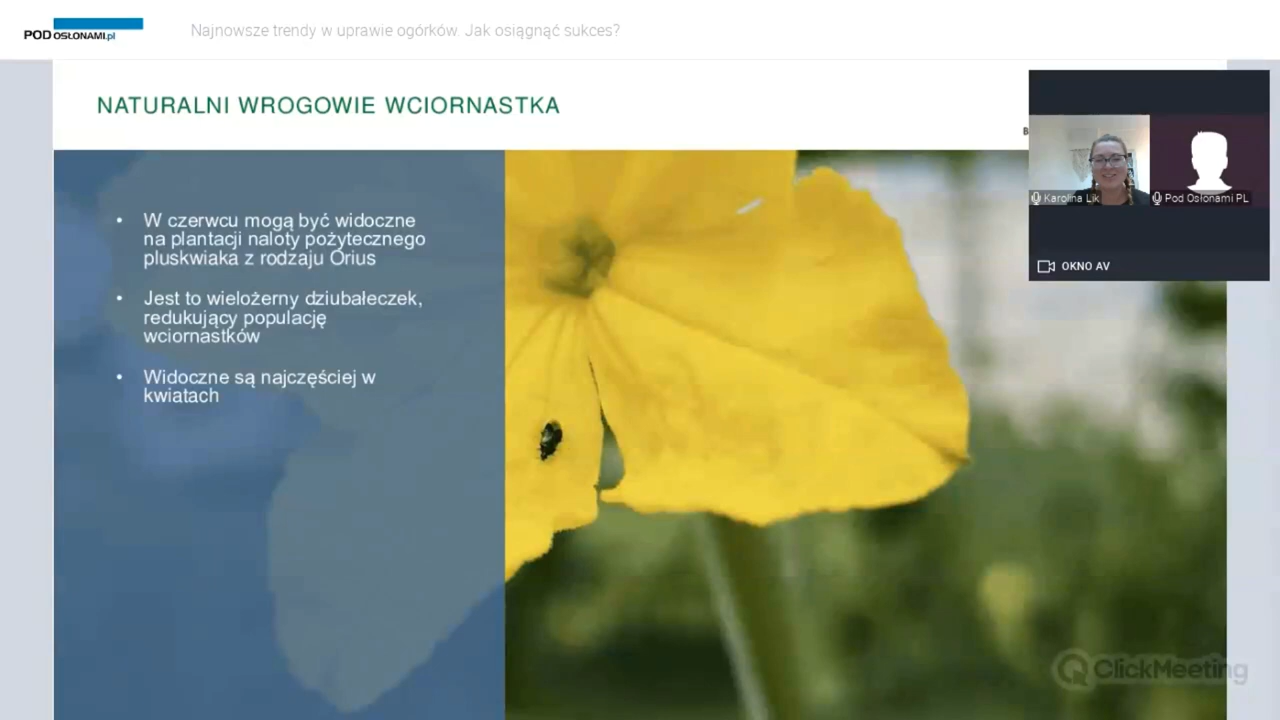 POD OSŁONAMI.pl
Najnowsze trendy w uprawie ogórków. Jak osiągnąć sukces?
NATURALNI WROGOWIE WCIORNASTKA
B
• W czerwcu mogą być widoczne
na plantacji naloty pożytecznego
pluskwiaka z rodzaju Orius
• Jest to wielożerny dziubałeczek,
redukujący populację
wciornastków
• Widoczne są najczęściej w
kwiatach
Karolina Lik
Pod Osłonami PL
OKNO AV
ClickMeeting